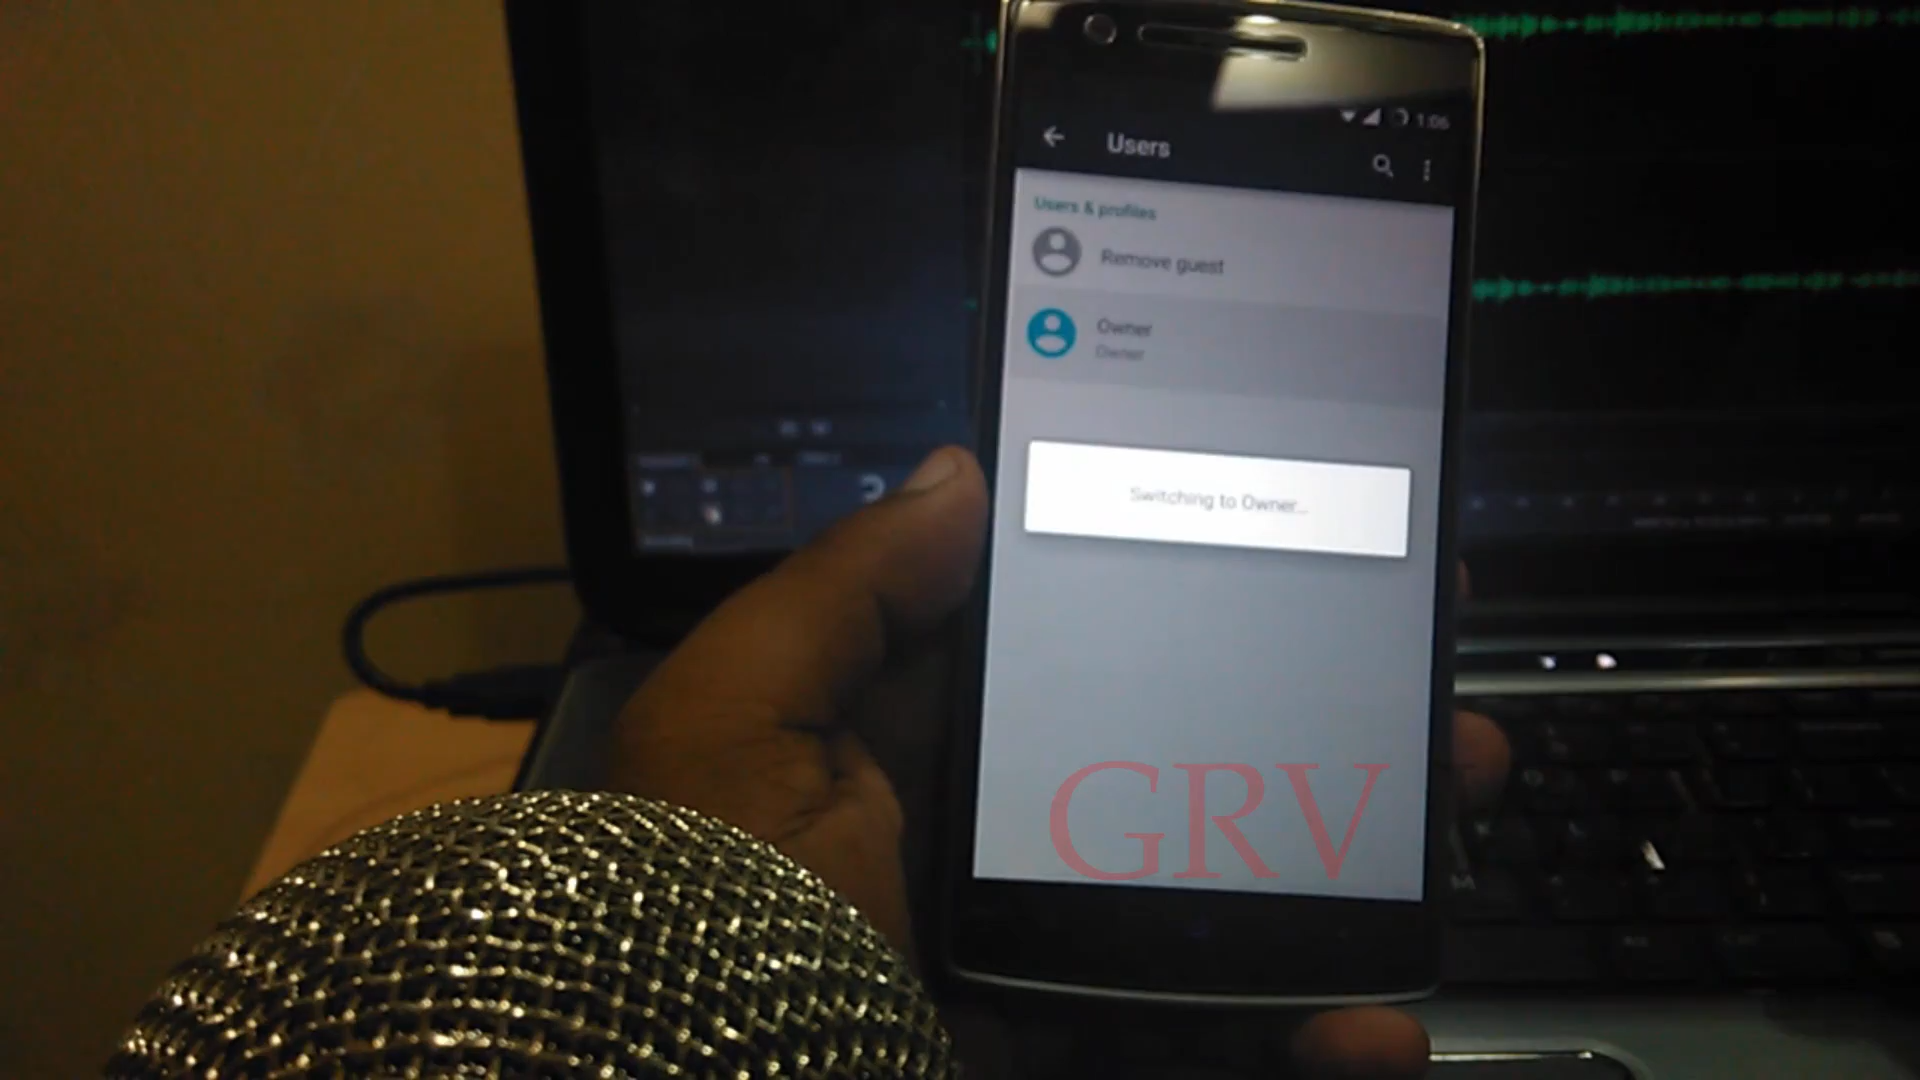 1:06
Users
Users & profiles
Remove guest
Owner
Owner
Switching to Owner...
GRV